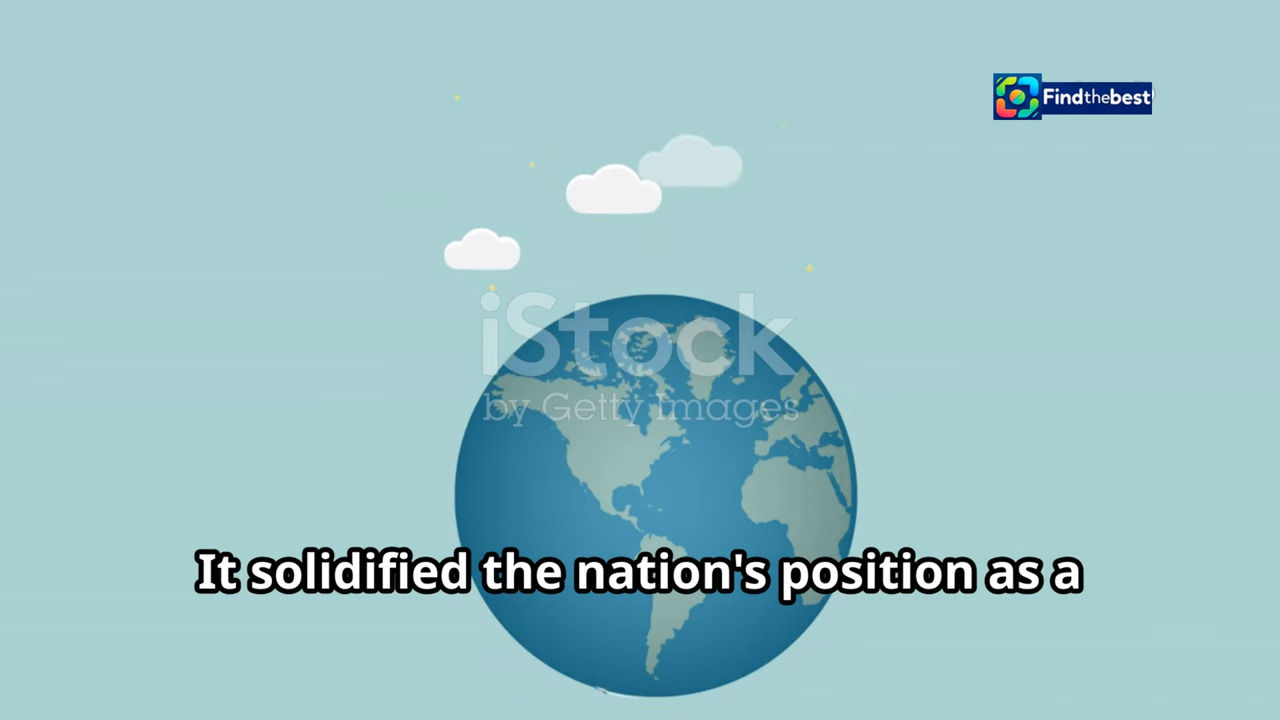 Findthebest
iStock
by Getty Images
It solidified the nation's position as a